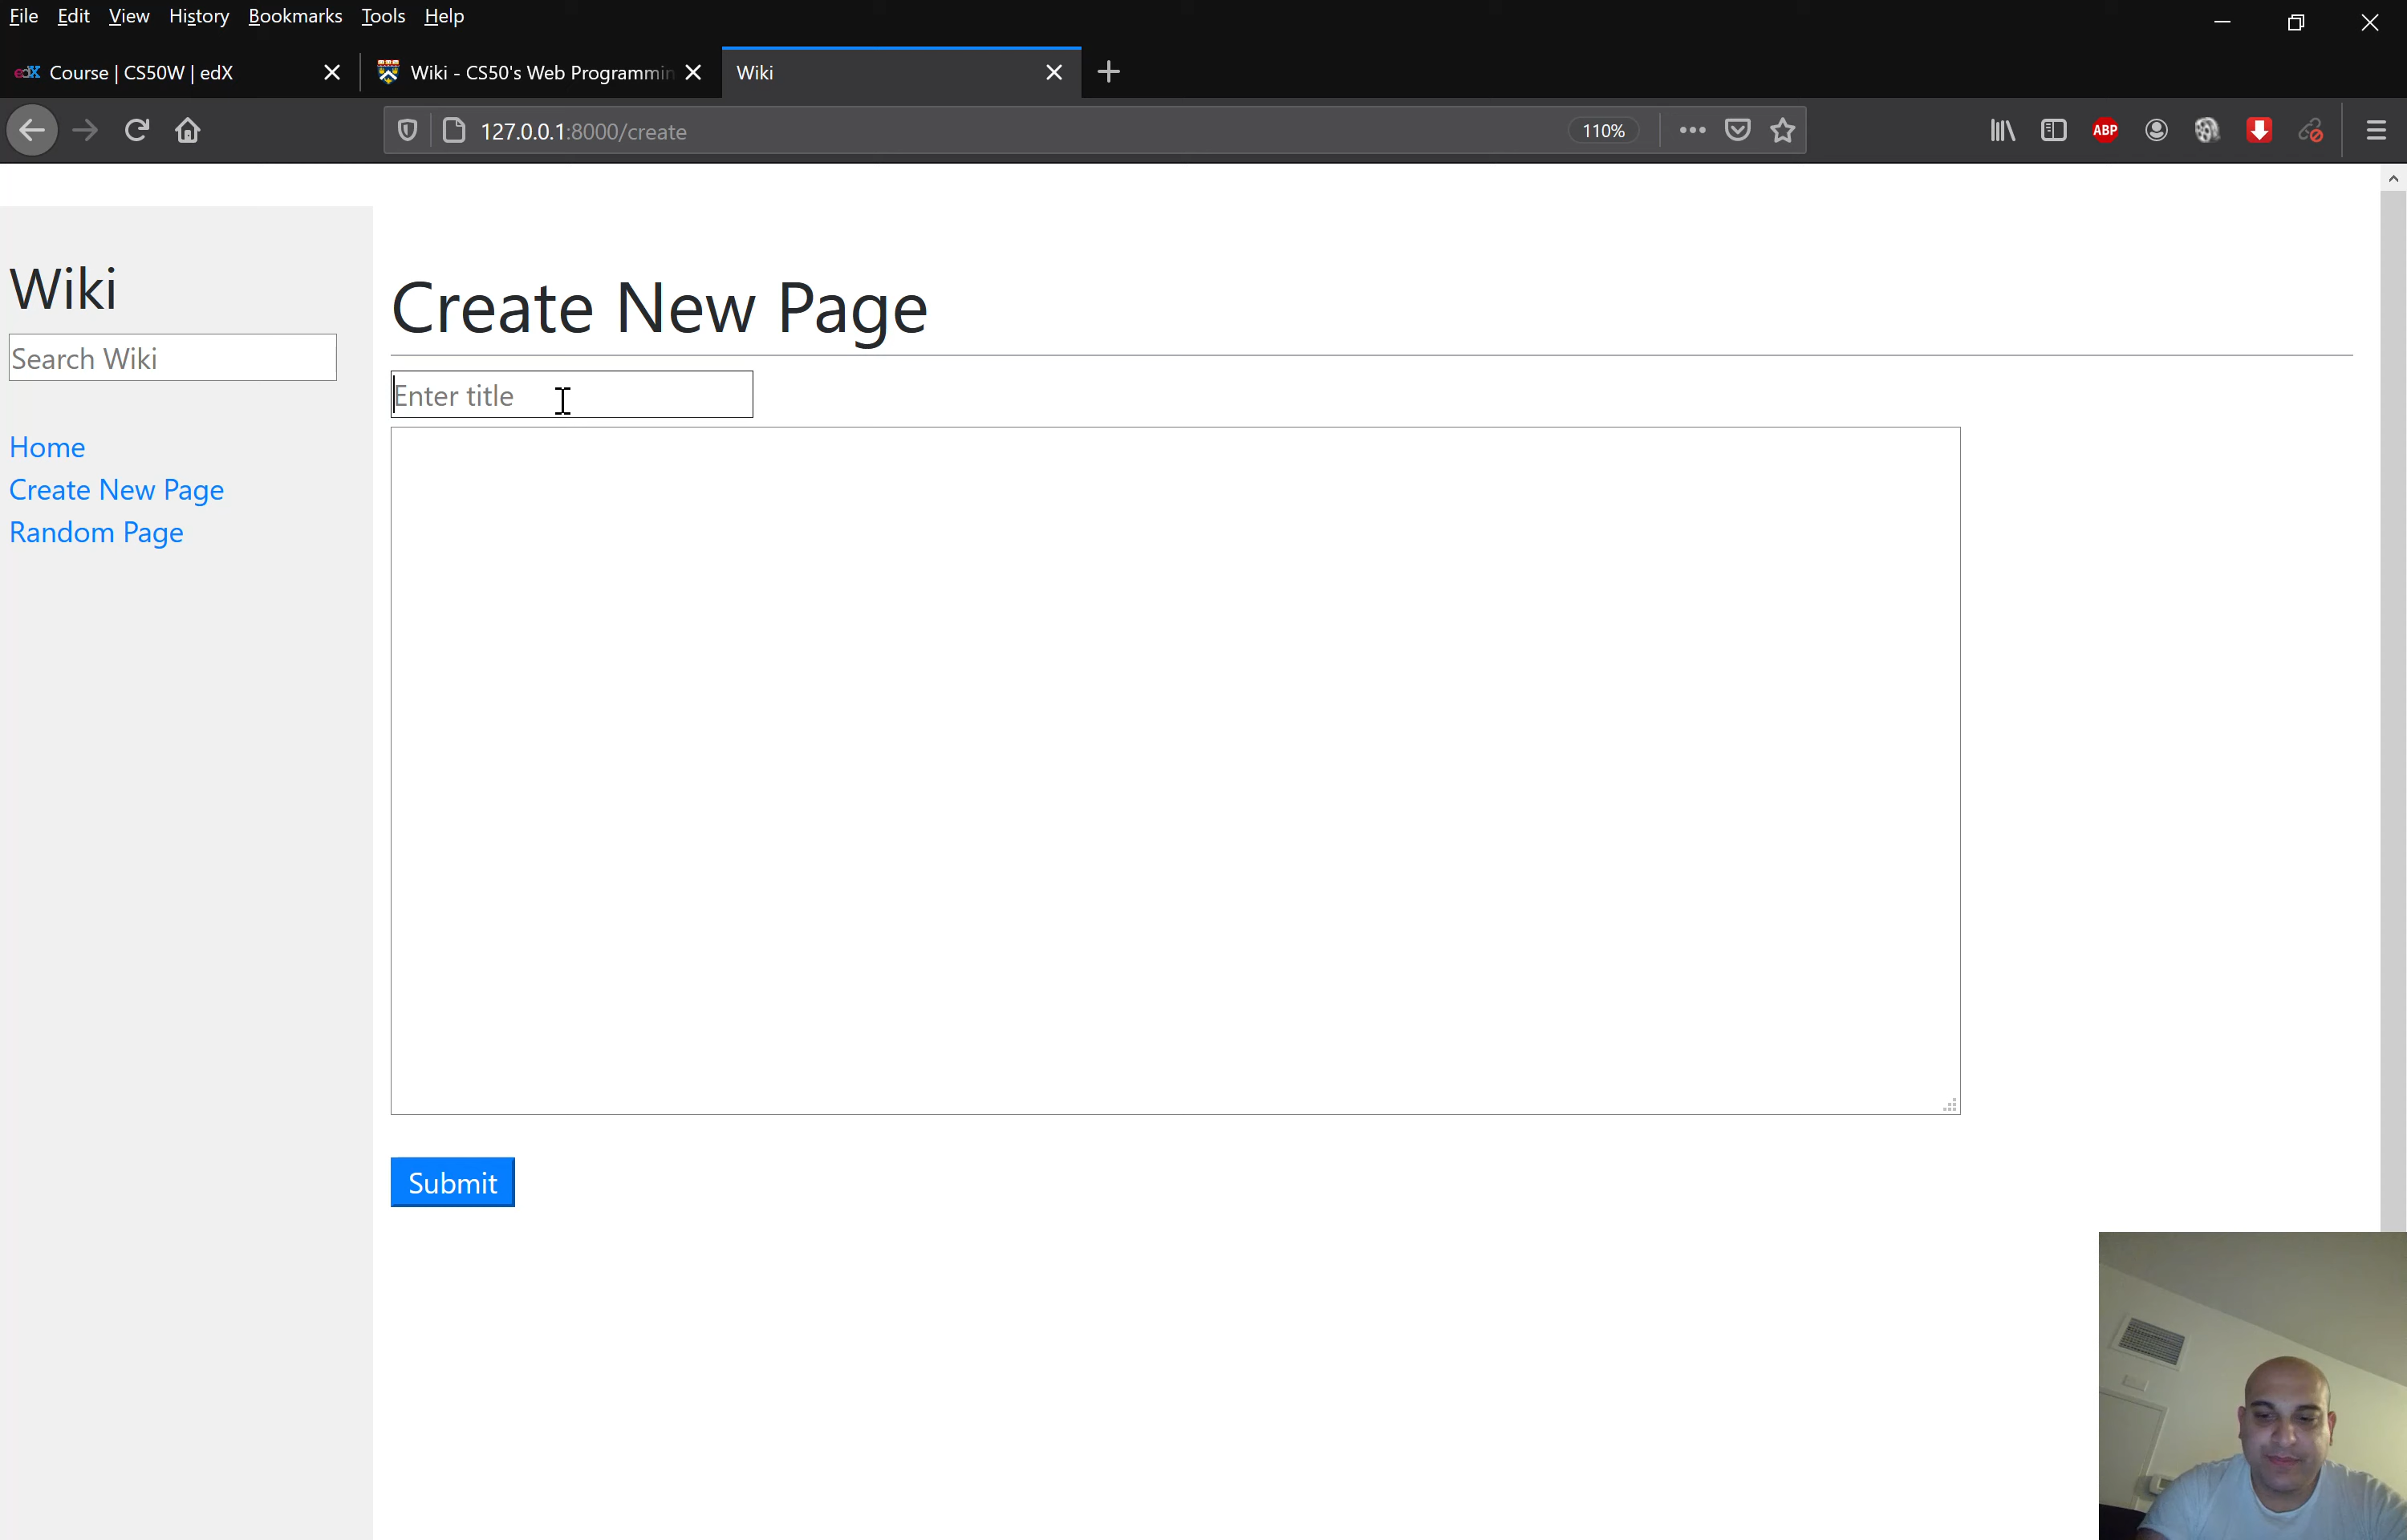 File Edit View History Bookmarks Tools Help
edX Course | CS50W | edX
Wiki - CS50's Web Programmin
Wiki
127.0.0.1:8000/create
110%
ABP
Wiki
Search Wiki
Home
Create New Page
Random Page
Create New Page
Enter title
Submit